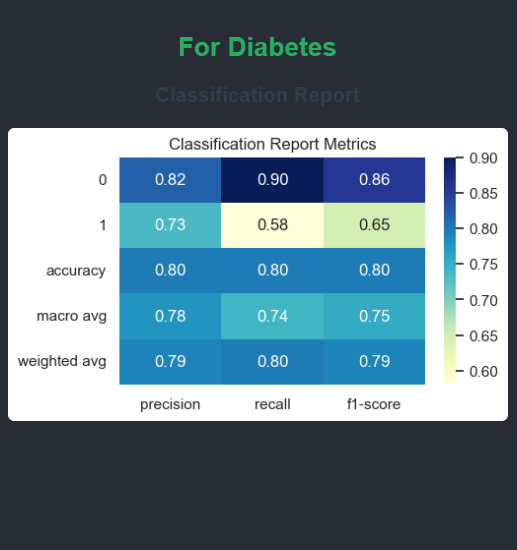 For Diabetes
Classification Report
Classification Report Metrics
0 0.82 0.90 0.86
1 0.73 0.58 0.65
accuracy 0.80 0.80 0.80
macro avg 0.78 0.74 0.75
weighted avg 0.79 0.80 0.79
precision recall f1-score
0.90
0.85
0.80
0.75
0.70
0.65
0.60